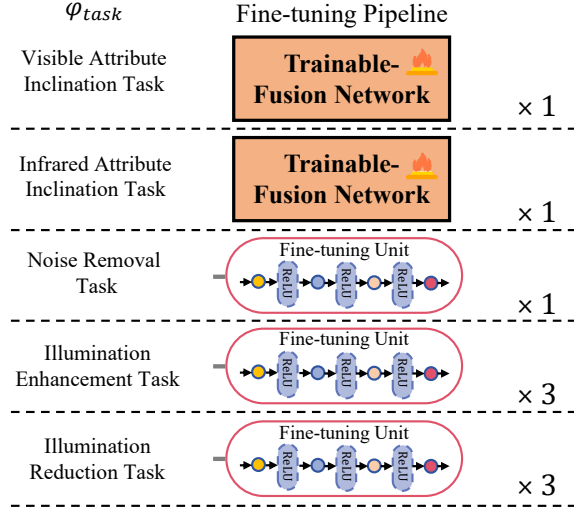 φtask Fine-tuning Pipeline
Visible Attribute
Inclination Task
Trainable-
Fusion Network
× 1
Infrared Attribute
Inclination Task
Trainable-
Fusion Network
× 1
Noise Removal
Task
Fine-tuning Unit
ReLU ReLU ReLU
× 1
Illumination
Enhancement Task
Fine-tuning Unit
ReLU ReLU ReLU
× 3
Illumination
Reduction Task
Fine-tuning Unit
ReLU ReLU ReLU
× 3